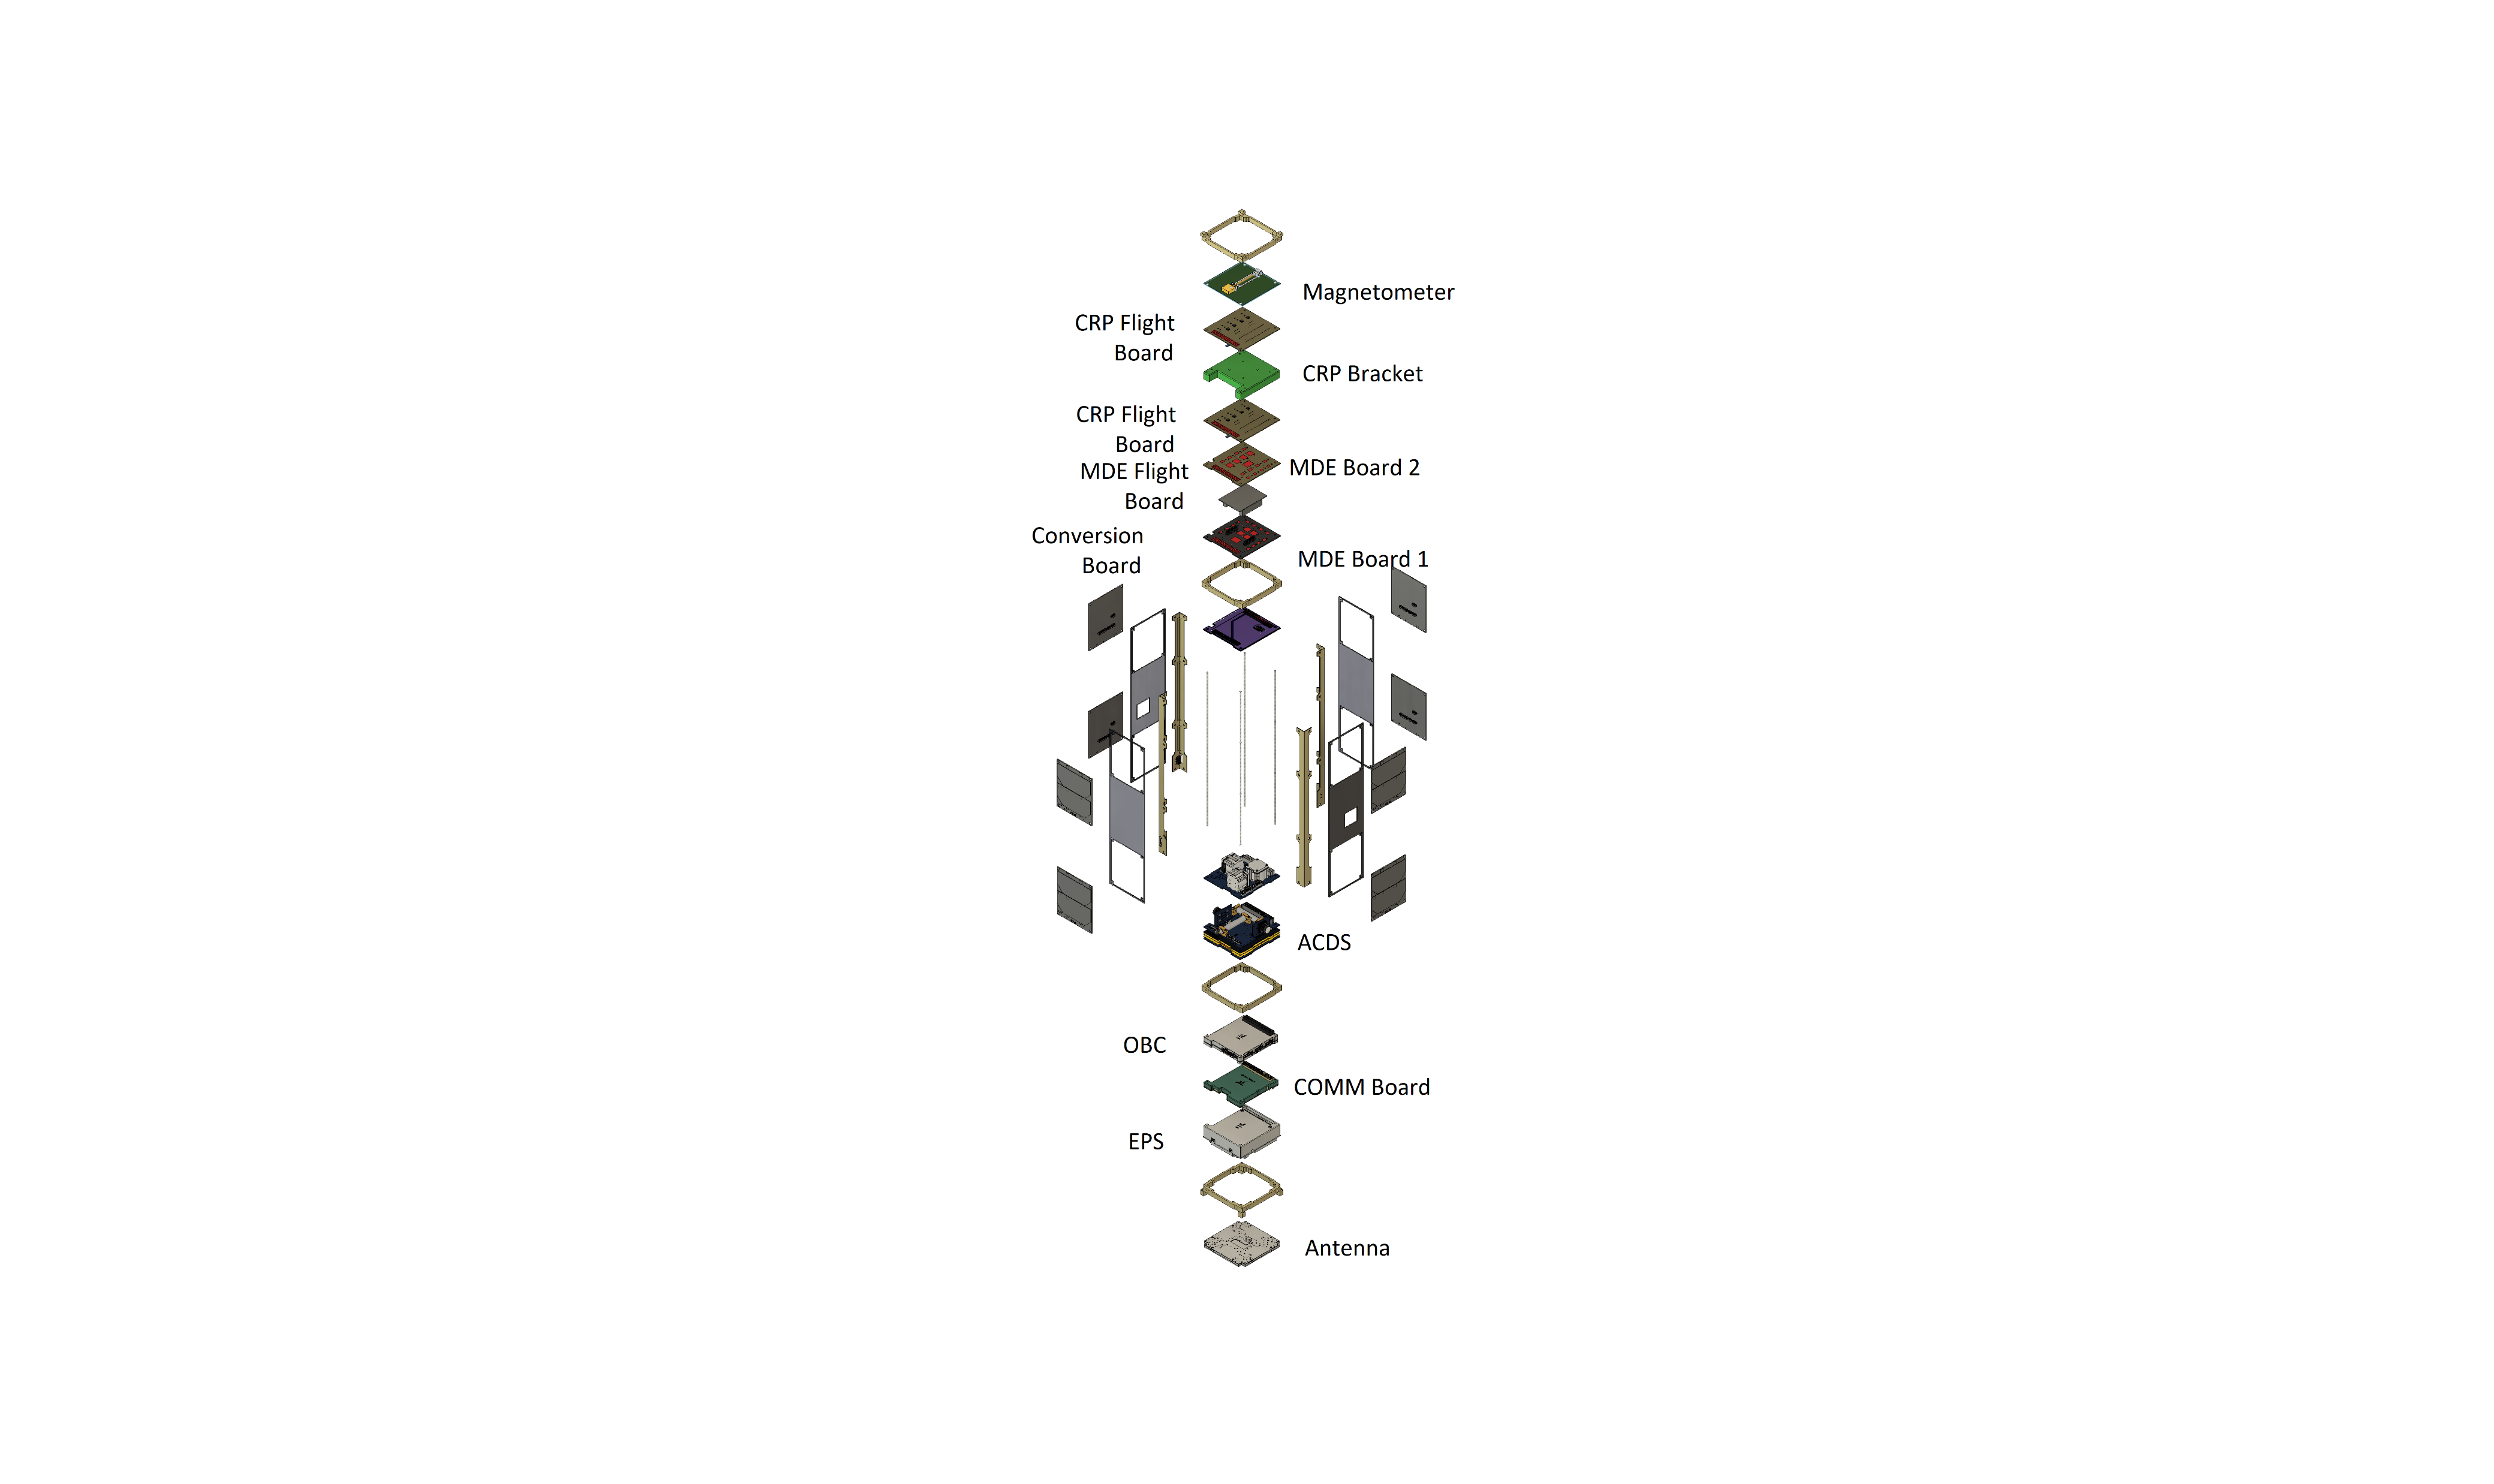 Magnetometer
CRP Flight
Board
CRP Bracket
CRP Flight
Board
MDE Board 2
MDE Flight
Board
Conversion
Board
MDE Board 1
ACDS
OBC
COMM Board
EPS
Antenna